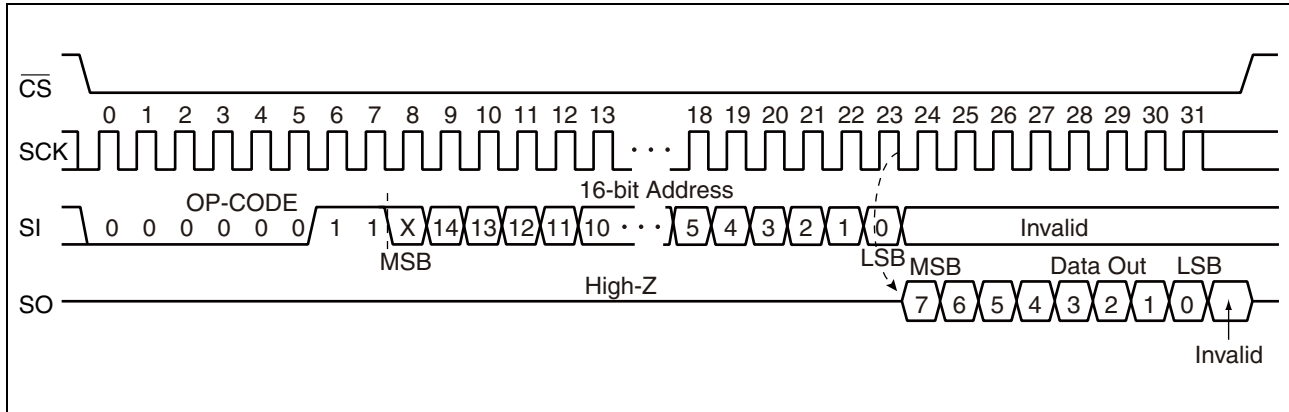 CS
0 1 2 3 4 5 6 7 8 9 10 11 12 13 18 19 20 21 22 23 24 25 26 27 28 29 30 31
SCK · · ·
OP-CODE 16-bit Address
SI 0 0 0 0 0 0 1 1 X 14 13 12 11 10 · · · 5 4 3 2 1 0 Invalid
MSB LSB
MSB Data Out LSB
High-Z
SO 7 6 5 4 3 2 1 0
Invalid